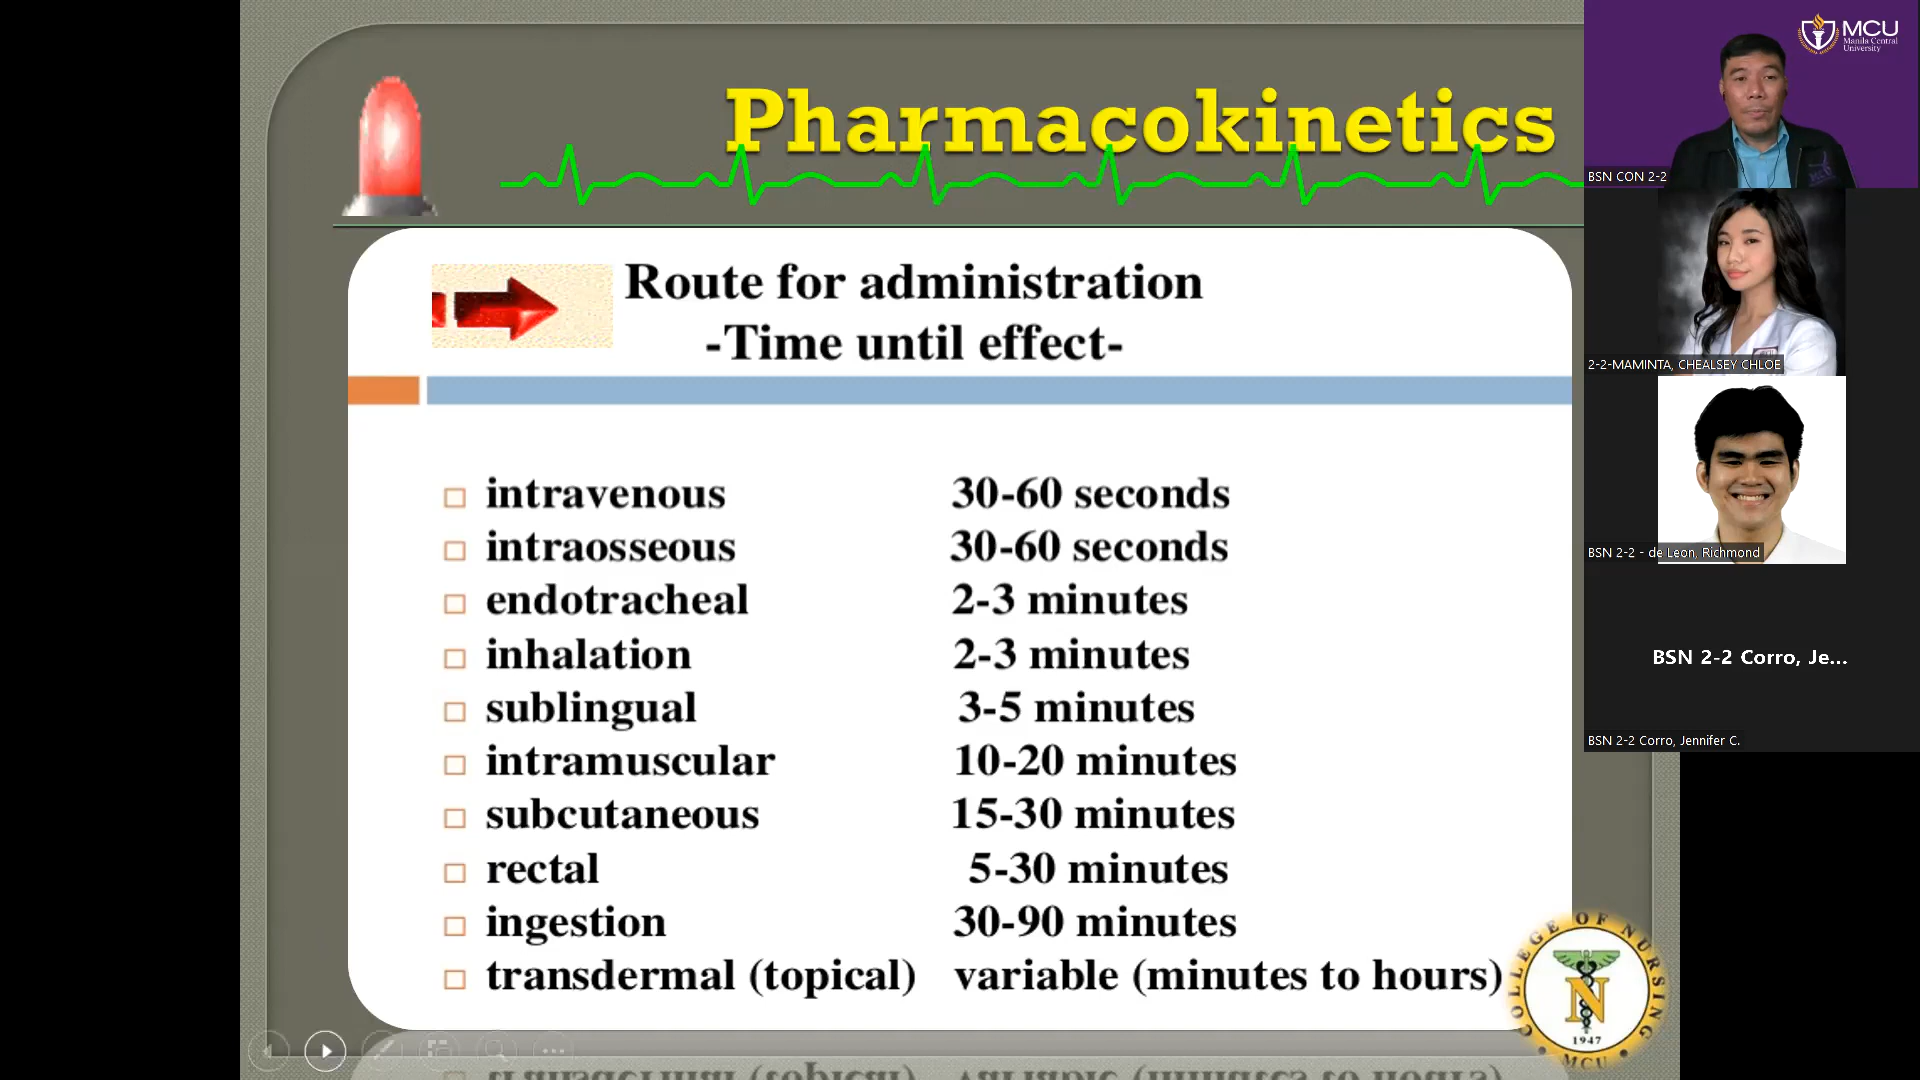 Pharmacokinetics
Route for administration
-Time until effect-
intravenous 30-60 seconds
intraosseous 30-60 seconds
endotracheal 2-3 minutes
inhalation 2-3 minutes
sublingual 3-5 minutes
intramuscular 10-20 minutes
subcutaneous 15-30 minutes
rectal 5-30 minutes
ingestion 30-90 minutes
transdermal (topical) variable (minutes to hours)
COLLEGE OF NURSING
N
1947
MCU
MCU
Manila Central
University
BSN CON 2-2
2-2-MAMINTA, CHEALSEY CHLOE
BSN 2-2 - de Leon, Richmond
BSN 2-2 Corro, Je...
BSN 2-2 Corro, Jennifer C.